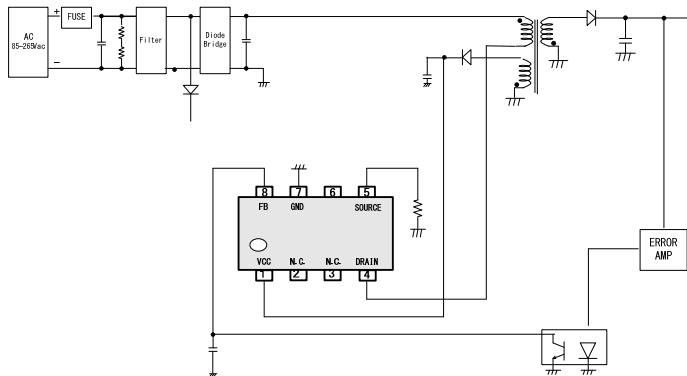 AC
85-265Vac
+
−
FUSE
Filter
Diode
Bridge
8
7
6
5
FB
GND
SOURCE
VCC
N.C.
N.C.
DRAIN
1
2
3
4
ERROR
AMP